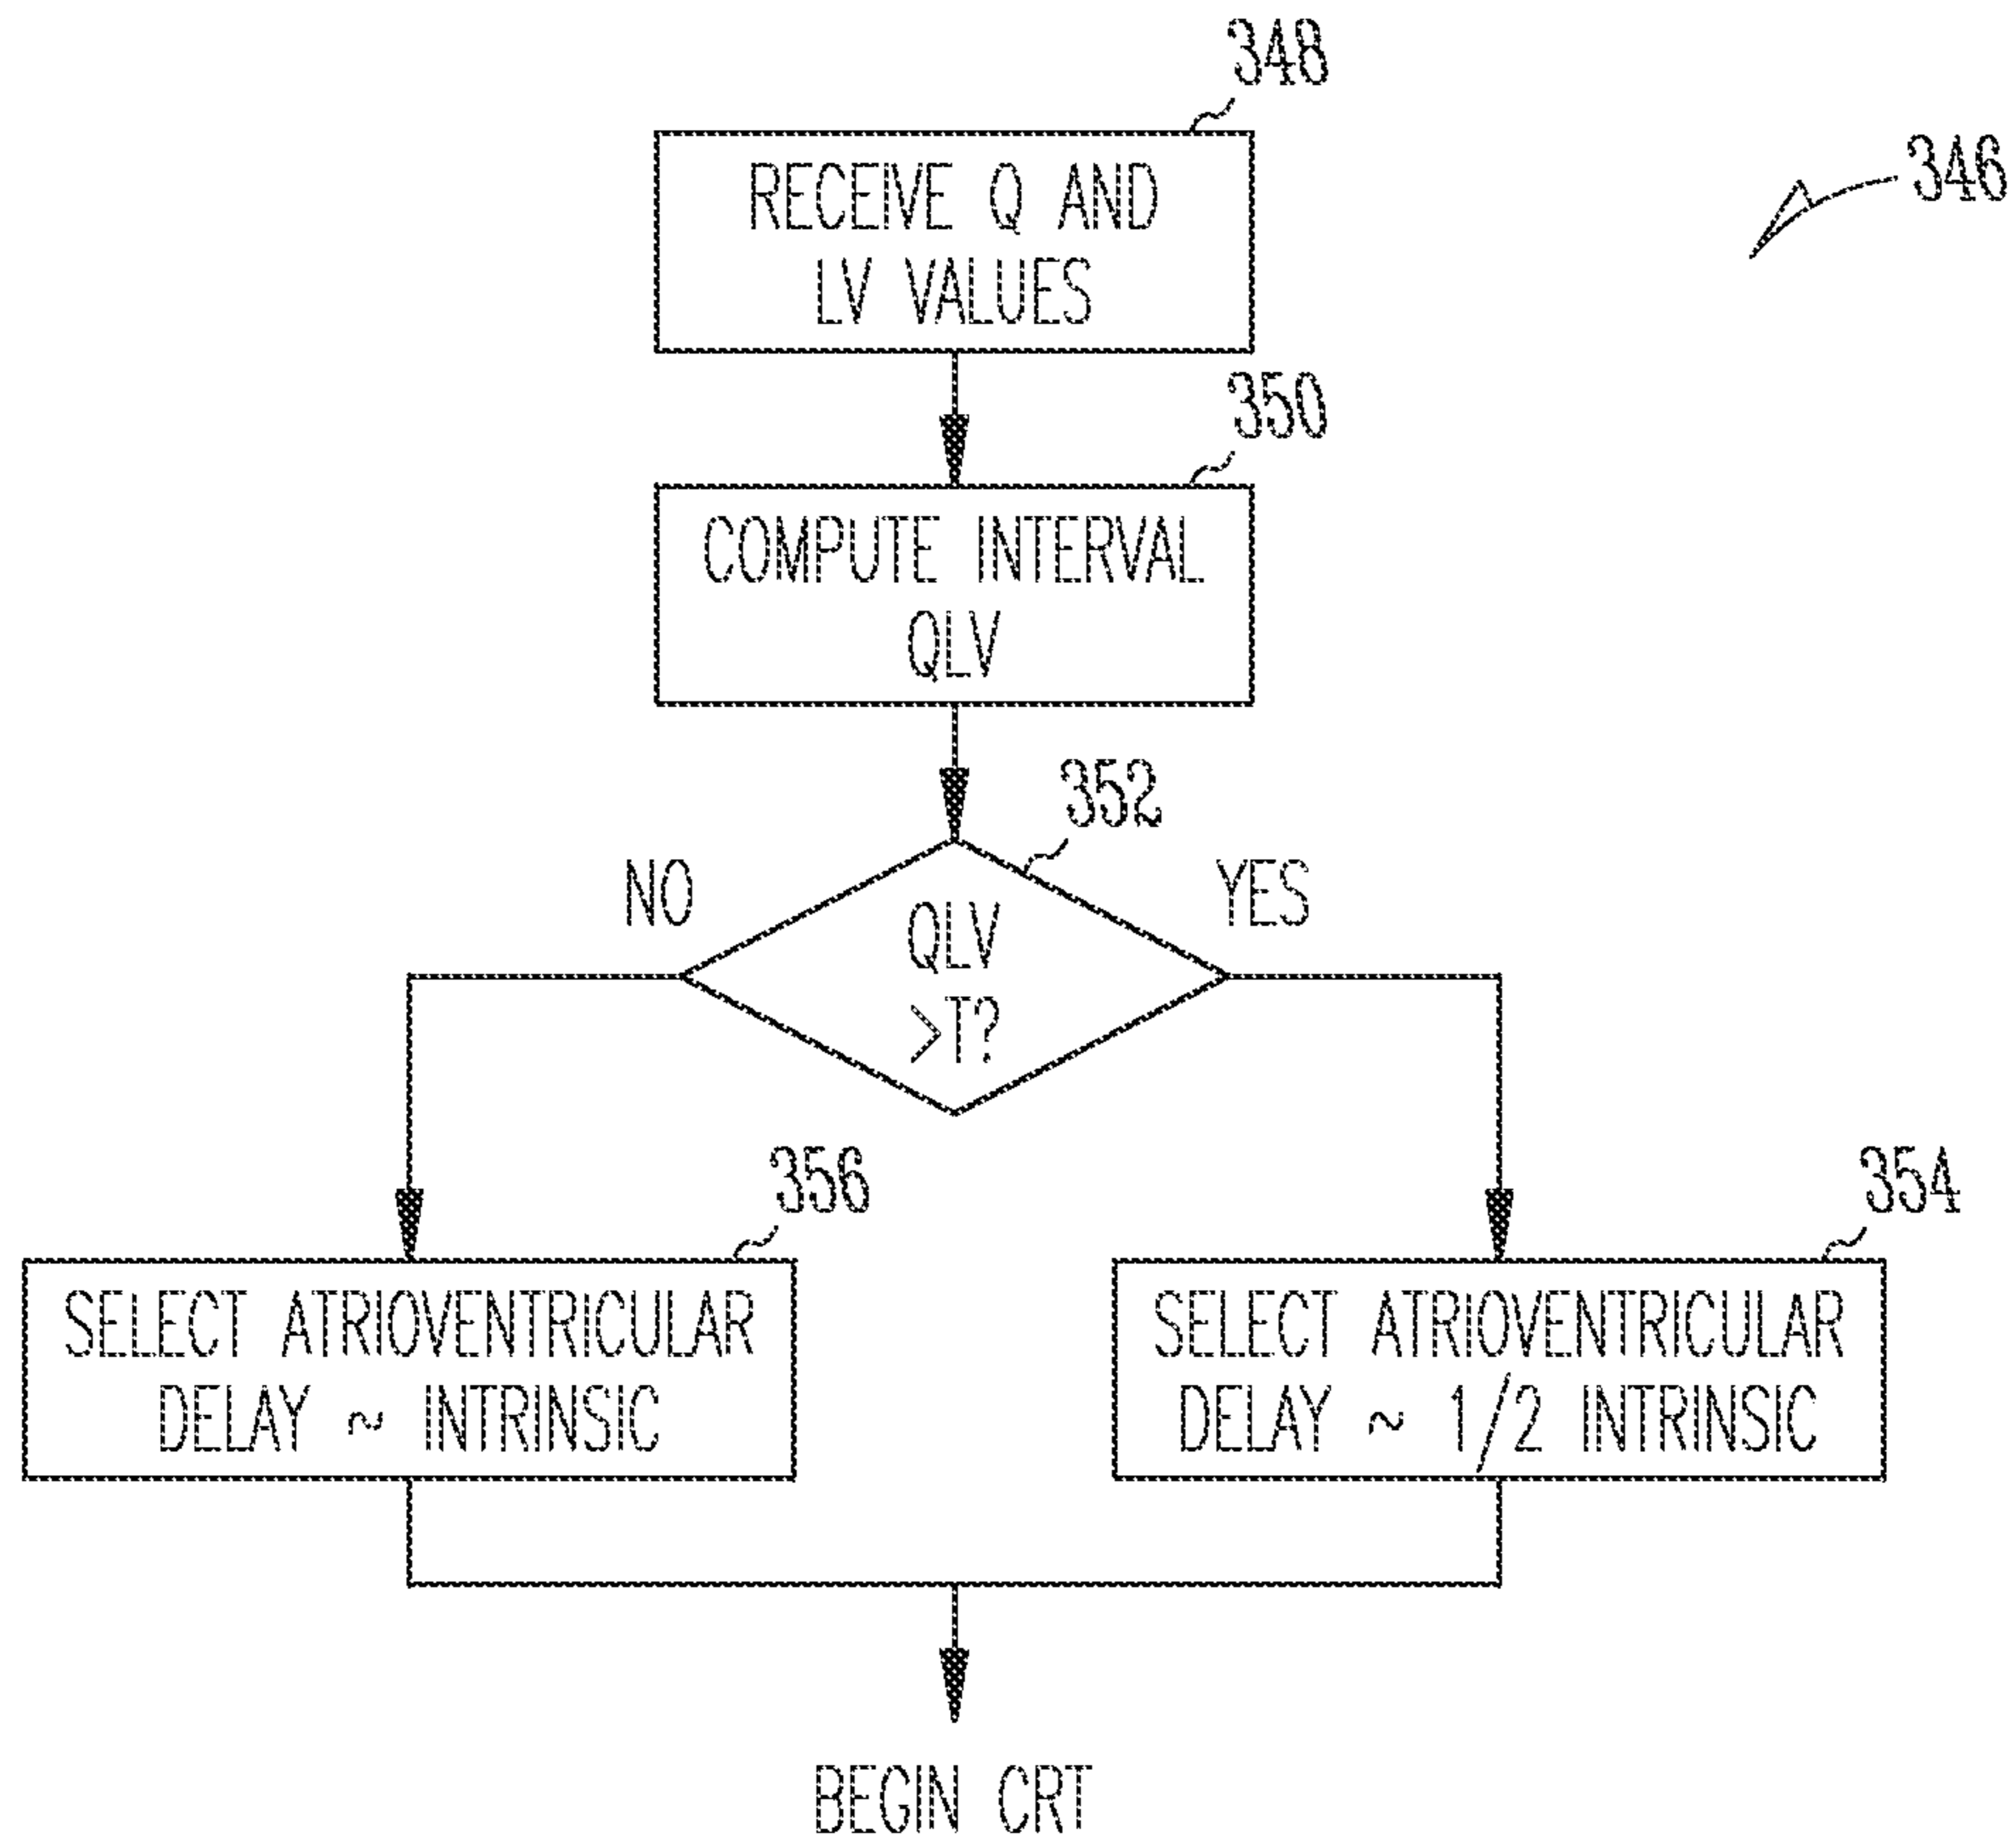 348
346
RECEIVE Q AND
LV VALUES
350
COMPUTE INTERVAL
QLV
352
NO
YES
QLV
>T?
356
354
SELECT ATRIOVENTRICULAR
DELAY ~ INTRINSIC
SELECT ATRIOVENTRICULAR
DELAY ~ 1/2 INTRINSIC
BEGIN CRT